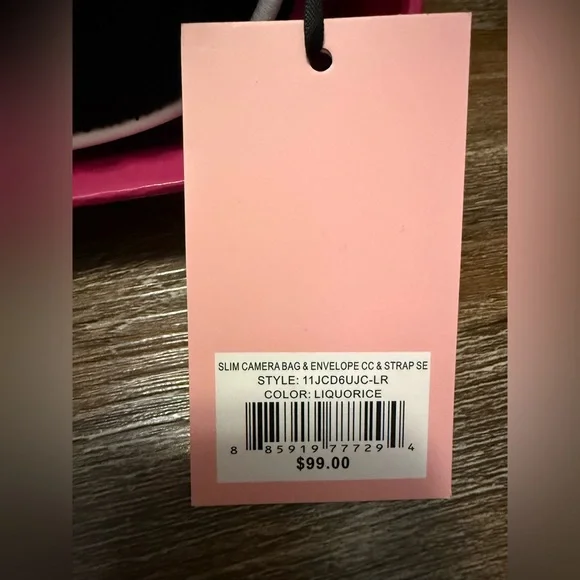 SLIM CAMERA BAG & ENVELOPE CC & STRAP SE
STYLE: 11JCD6UJC-LR
COLOR: LIQUORICE
8 85919 77729 4
$99.00